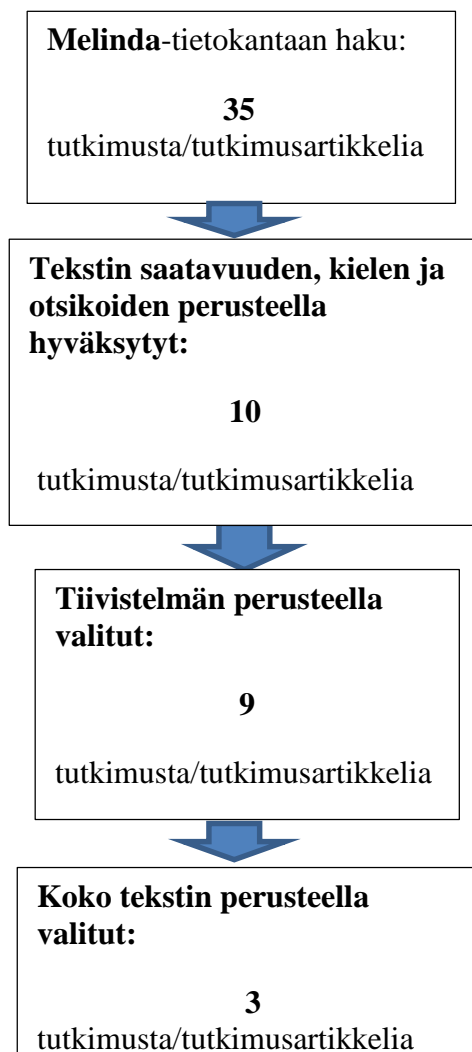 Melinda-tietokantaan haku:
35
tutkimusta/tutkimusartikkelia
Tekstin saatavuuden, kielen ja
otsikoiden perusteella
hyväksytyt:
10
tutkimusta/tutkimusartikkelia
Tiivistelmän perusteella
valitut:
9
tutkimusta/tutkimusartikkelia
Koko tekstin perusteella
valitut:
3
tutkimusta/tutkimusartikkelia